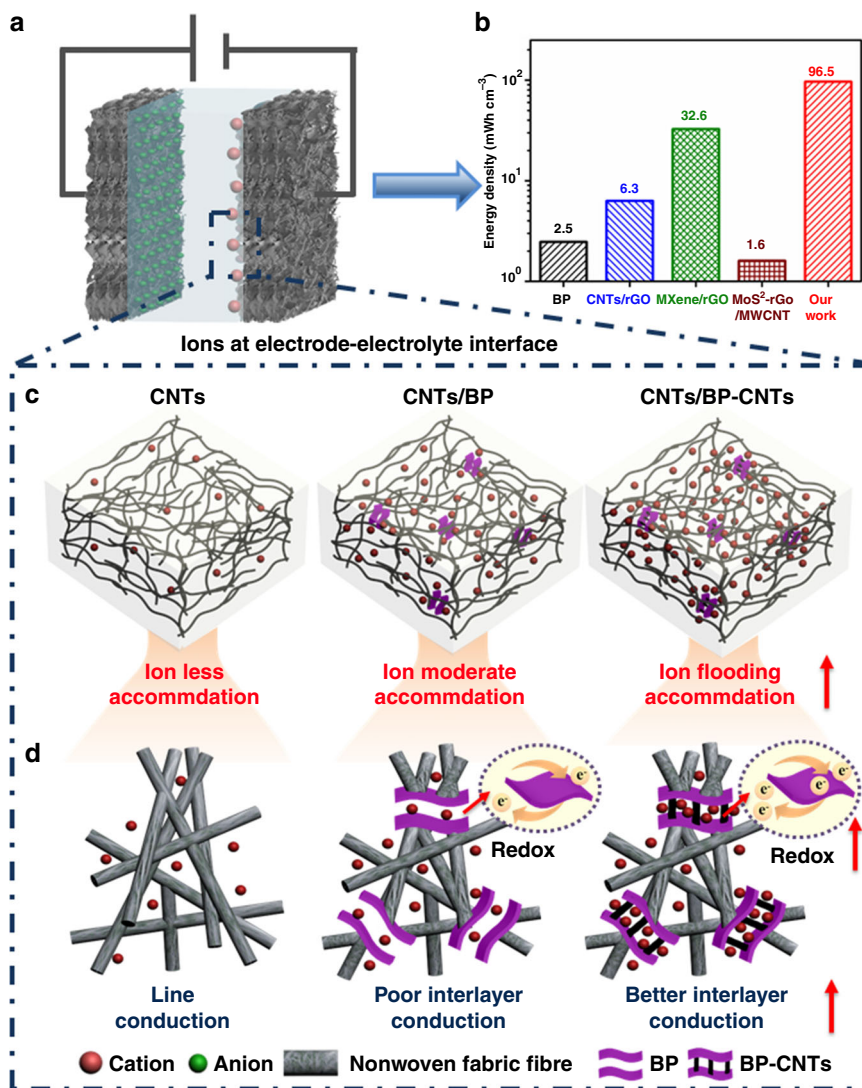 a
b
Energy density (mWh cm⁻³)
10²
10¹
10⁰
2.5
6.3
32.6
1.6
96.5
BP
CNTs/rGO
MXene/rGO
MoS²-rGo
/MWCNT
Our
work
Ions at electrode-electrolyte interface
c
CNTs
CNTs/BP
CNTs/BP-CNTs
Ion less
accommdation
Ion moderate
accommdation
Ion flooding
accommdation
d
e⁻
e⁻
Redox
e⁻
e⁻
e⁻
e⁻
Redox
Line
conduction
Poor interlayer
conduction
Better interlayer
conduction
Cation
Anion
Nonwoven fabric fibre
BP
BP-CNTs